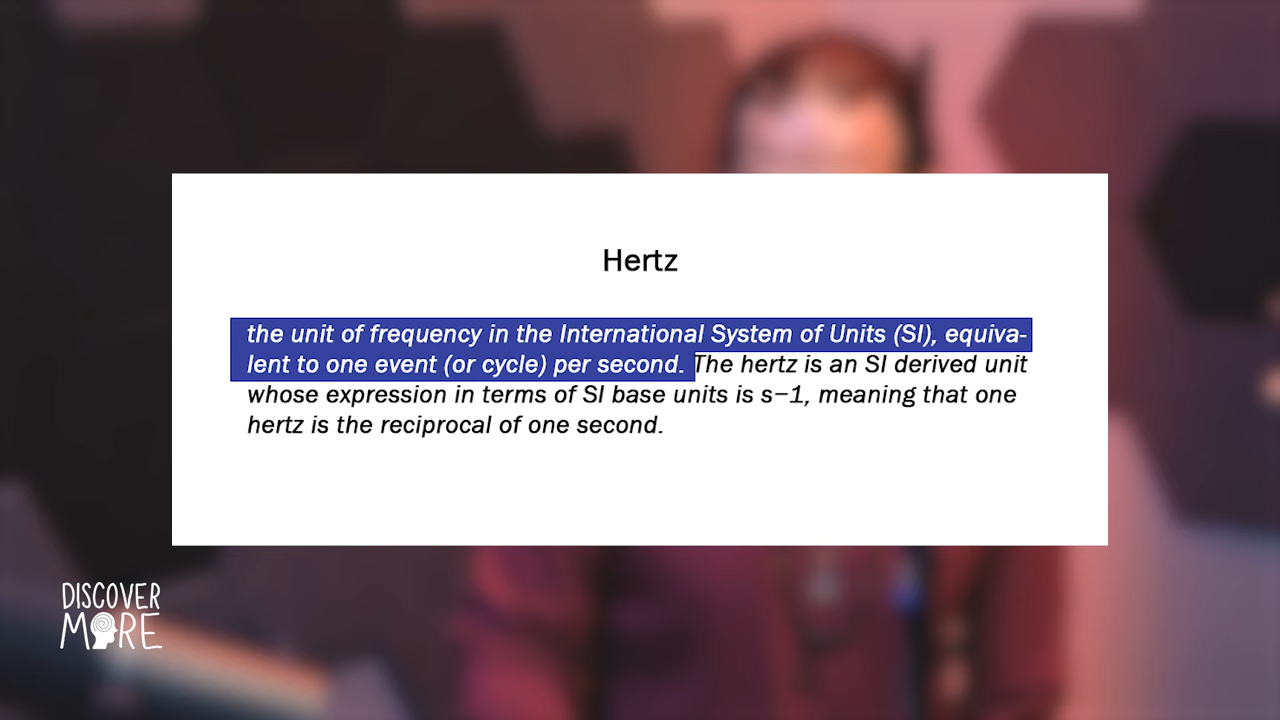 Hertz
the unit of frequency in the International System of Units (SI), equiva-
lent to one event (or cycle) per second. The hertz is an SI derived unit
whose expression in terms of SI base units is s−1, meaning that one
hertz is the reciprocal of one second.
DISCOVER
MORE